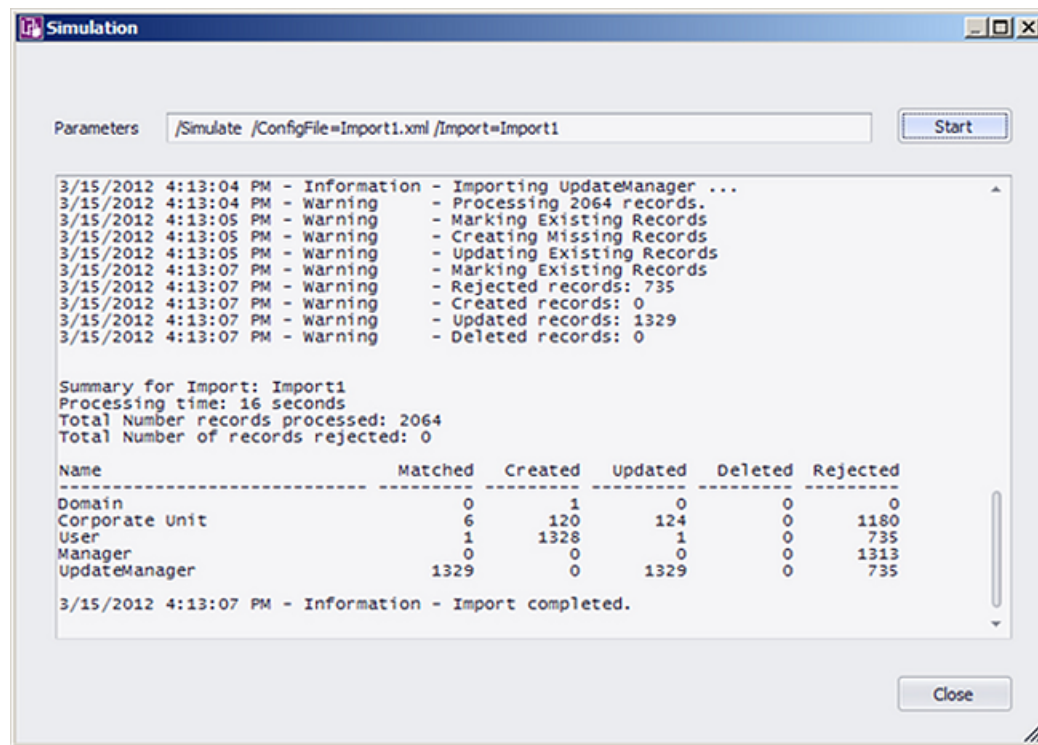 Simulation
Parameters /Simulate /ConfigFile=Import1.xml /Import=Import1 Start
3/15/2012 4:13:04 PM - Information - Importing UpdateManager ...
3/15/2012 4:13:04 PM - Warning - Processing 2064 records.
3/15/2012 4:13:05 PM - Warning - Marking Existing Records
3/15/2012 4:13:05 PM - Warning - Creating Missing Records
3/15/2012 4:13:05 PM - Warning - Updating Existing Records
3/15/2012 4:13:07 PM - Warning - Marking Existing Records
3/15/2012 4:13:07 PM - Warning - Rejected records: 735
3/15/2012 4:13:07 PM - Warning - Created records: 0
3/15/2012 4:13:07 PM - Warning - Updated records: 1329
3/15/2012 4:13:07 PM - Warning - Deleted records: 0
Summary for Import: Import1
Processing time: 16 seconds
Total Number records processed: 2064
Total Number of records rejected: 0
Name Matched Created Updated Deleted Rejected
----------------------------- --------- --------- --------- --------- ---------
Domain 0 1 0 0 0
Corporate Unit 6 120 124 0 1180
User 1 1328 1 0 735
Manager 0 0 0 0 1313
UpdateManager 1329 0 1329 0 735
3/15/2012 4:13:07 PM - Information - Import completed.
Close